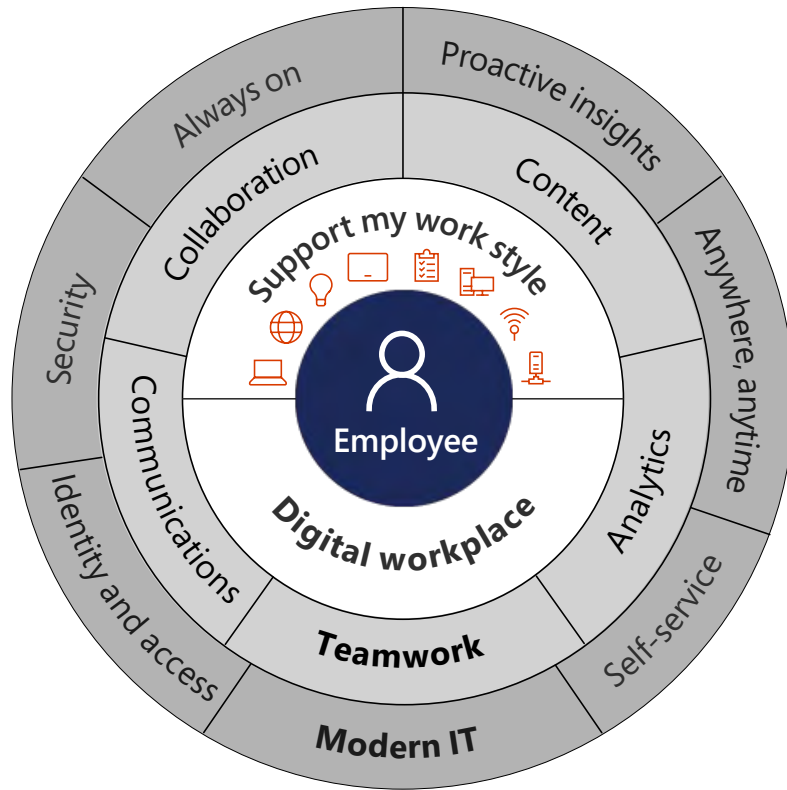 Always on
Proactive insights
Security
Anywhere, anytime
Identity and access
Self-service
Modern IT
Collaboration
Content
Communications
Analytics
Teamwork
Support my work style
Employee
Digital workplace